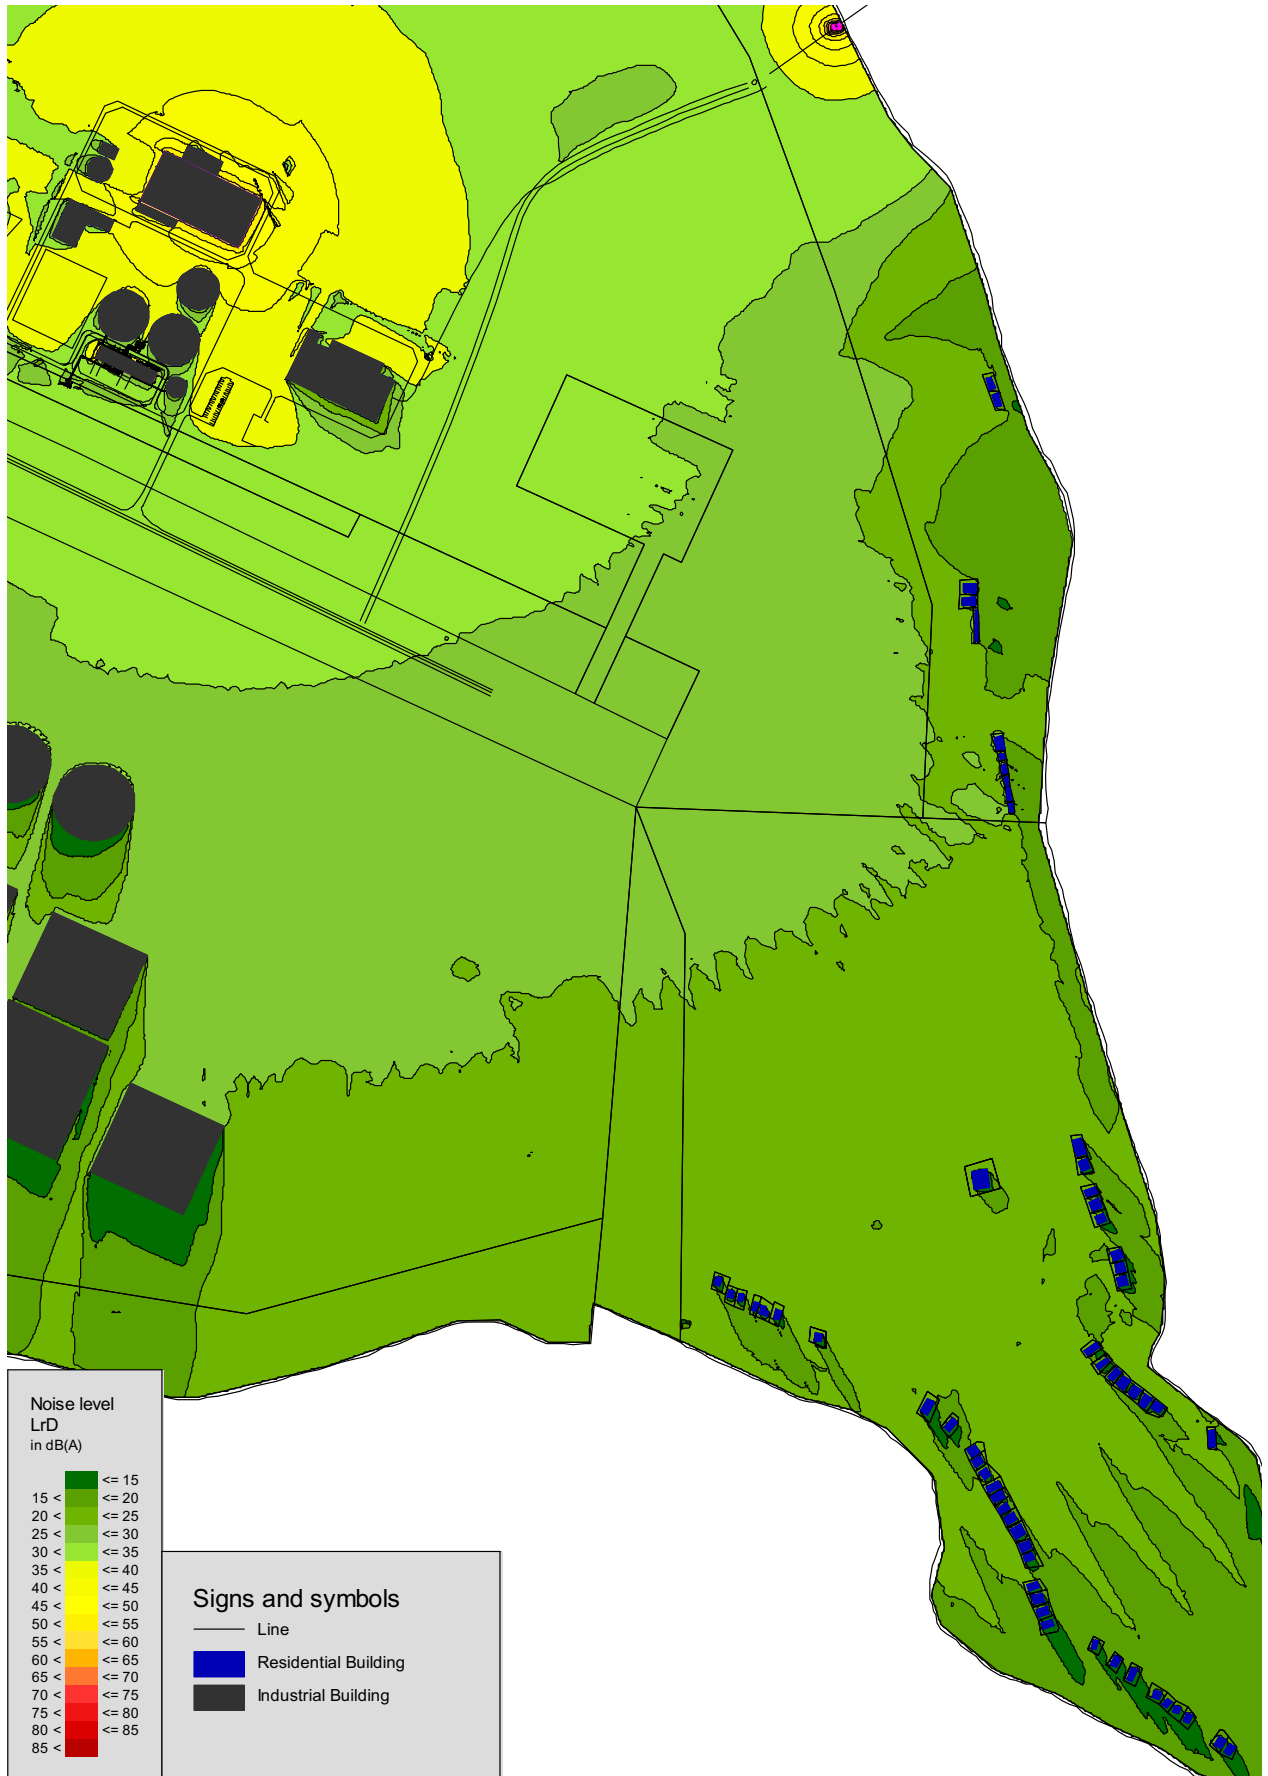 Noise level
LrD
in dB(A)
<= 15
15 < <= 20
20 < <= 25
25 < <= 30
30 < <= 35
35 < <= 40
40 < <= 45
45 < <= 50
50 < <= 55
55 < <= 60
60 < <= 65
65 < <= 70
70 < <= 75
75 < <= 80
80 < <= 85
85 <
Signs and symbols
Line
Residential Building
Industrial Building